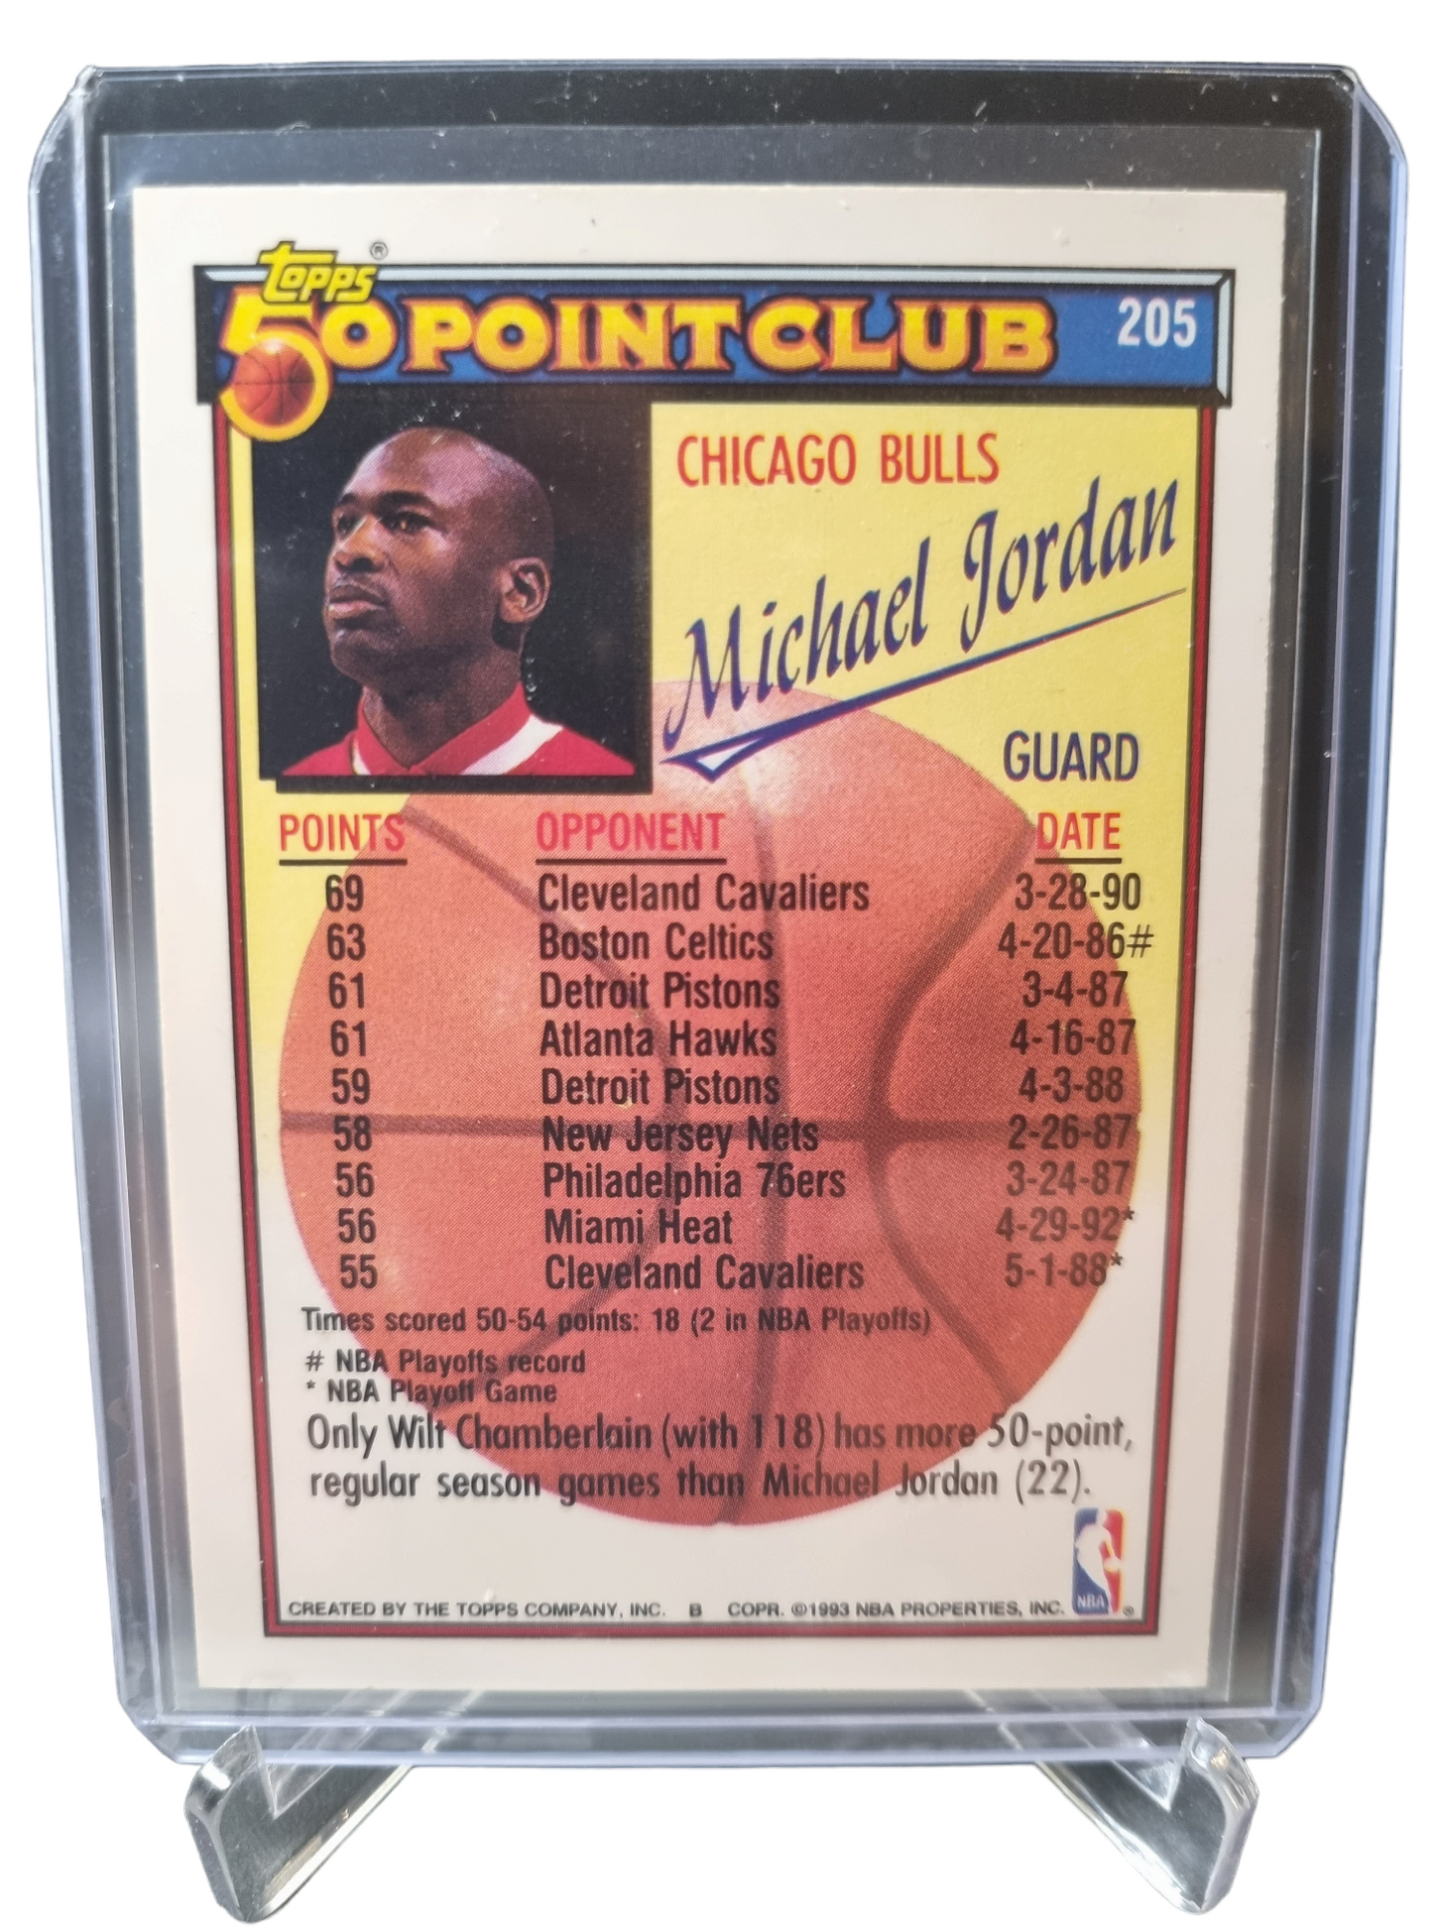 Topps®
50 POINT CLUB 205
CHICAGO BULLS
Michael Jordan
GUARD
POINTS OPPONENT DATE
69 Cleveland Cavaliers 3-28-90
63 Boston Celtics 4-20-86#
61 Detroit Pistons 3-4-87
61 Atlanta Hawks 4-16-87
59 Detroit Pistons 4-3-88
58 New Jersey Nets 2-26-87
56 Philadelphia 76ers 3-24-87
56 Miami Heat 4-29-92*
55 Cleveland Cavaliers 5-1-88*
Times scored 50-54 points: 18 (2 in NBA Playoffs)
# NBA Playoffs record
* NBA Playoff Game
Only Wilt Chamberlain (with 118) has more 50-point,
regular season games than Michael Jordan (22).
NBA®
CREATED BY THE TOPPS COMPANY, INC. B COPR. ©1993 NBA PROPERTIES, INC.